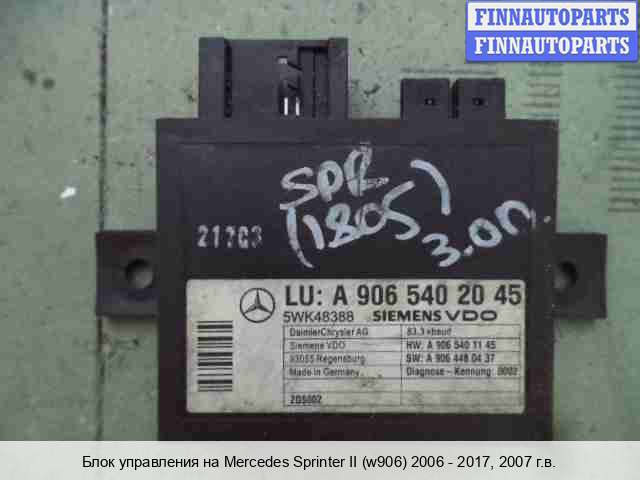 FINNAUTOPARTS
FINNAUTOPARTS
SPR
(1805)
3.0л.
21703
LU: A 906 540 20 45
5WK48388 SIEMENS VDO
DaimlerChrysler AG
83.3 kbaud
Siemens VDO
HW: A 906 540 11 45
93055 Regensburg
SW: A 906 448 04 37
Made in Germany
Diagnose - Kennung: 0002
205002
Блок управления на Mercedes Sprinter II (w906) 2006 - 2017, 2007 г.в.